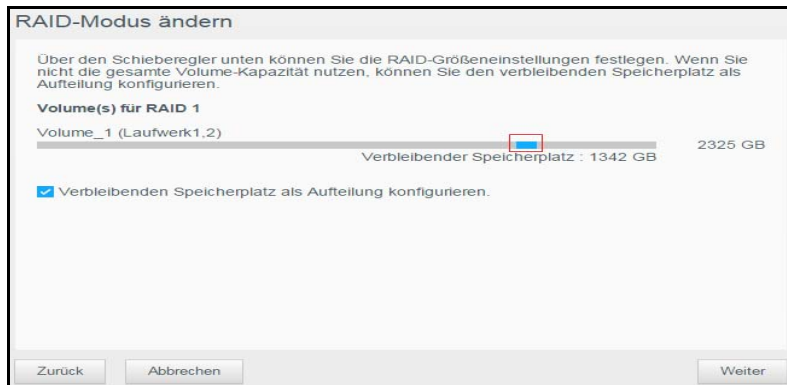 RAID-Modus ändern
Über den Schieberegler unten können Sie die RAID-Größeneinstellungen festlegen. Wenn Sie
nicht die gesamte Volume-Kapazität nutzen, können Sie den verbleibenden Speicherplatz als
Aufteilung konfigurieren.
Volume(s) für RAID 1
Volume_1 (Laufwerk1,2)
2325 GB
Verbleibender Speicherplatz : 1342 GB
Verbleibenden Speicherplatz als Aufteilung konfigurieren.
Zurück
Abbrechen
Weiter